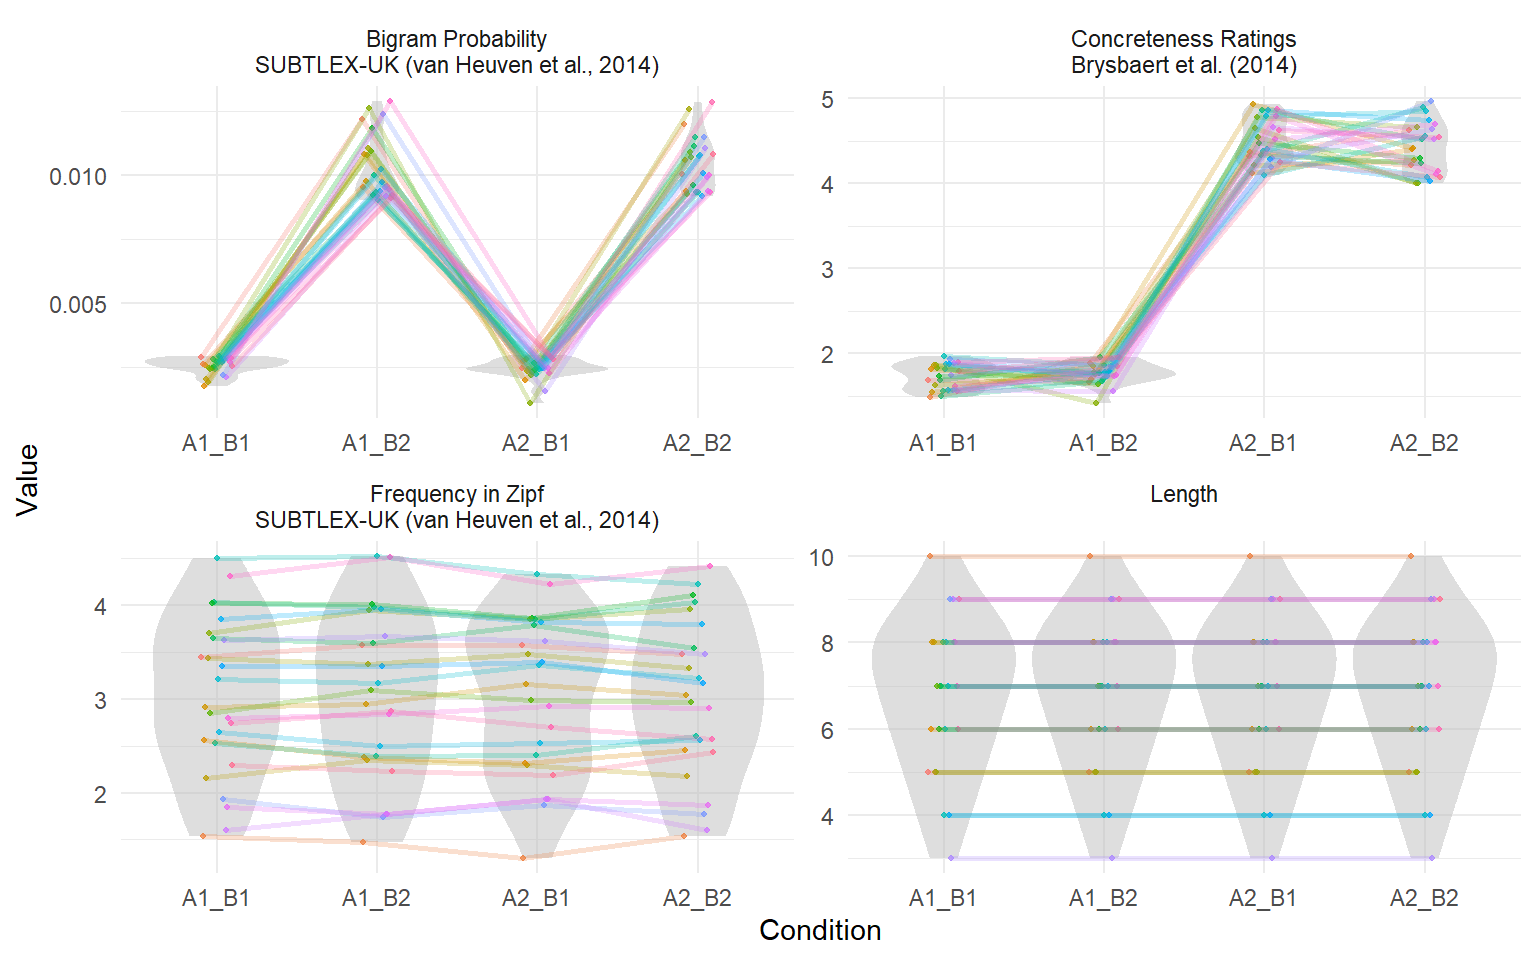 Bigram Probability
SUBTLEX-UK (van Heuven et al., 2014)
0.010
0.005
A1_B1 A1_B2 A2_B1 A2_B2
Concreteness Ratings
Brysbaert et al. (2014)
5
4
3
2
A1_B1 A1_B2 A2_B1 A2_B2
Value
Frequency in Zipf
SUBTLEX-UK (van Heuven et al., 2014)
4
3
2
A1_B1 A1_B2 A2_B1 A2_B2
Length
10
8
6
4
A1_B1 A1_B2 A2_B1 A2_B2
Condition